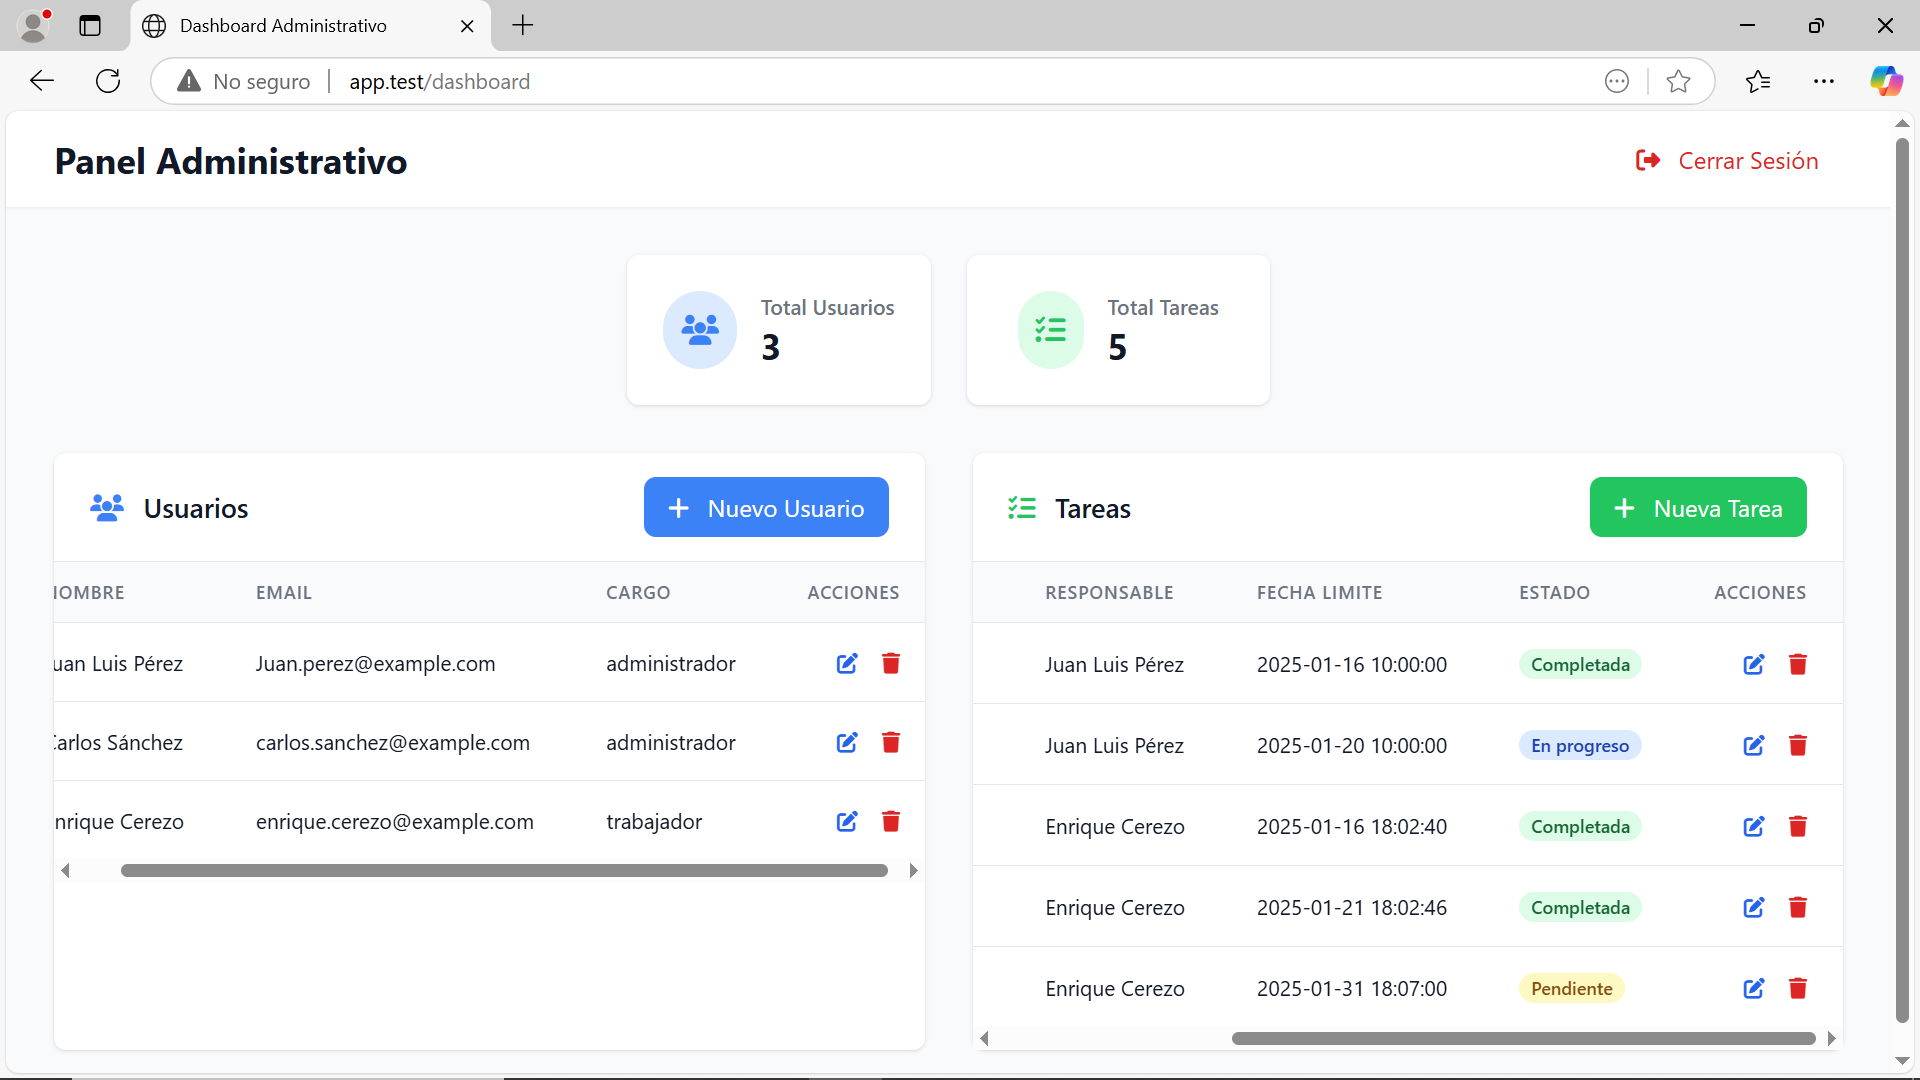 Dashboard Administrativo
No seguro app.test/dashboard
Panel Administrativo
Cerrar Sesión
Total Usuarios
3
Total Tareas
5
Usuarios
Nuevo Usuario
OMBRE EMAIL CARGO ACCIONES
uan Luis Pérez Juan.perez@example.com administrador
arlos Sánchez carlos.sanchez@example.com administrador
nrique Cerezo enrique.cerezo@example.com trabajador
Tareas
Nueva Tarea
RESPONSABLE FECHA LIMITE ESTADO ACCIONES
Juan Luis Pérez 2025-01-16 10:00:00 Completada
Juan Luis Pérez 2025-01-20 10:00:00 En progreso
Enrique Cerezo 2025-01-16 18:02:40 Completada
Enrique Cerezo 2025-01-21 18:02:46 Completada
Enrique Cerezo 2025-01-31 18:07:00 Pendiente